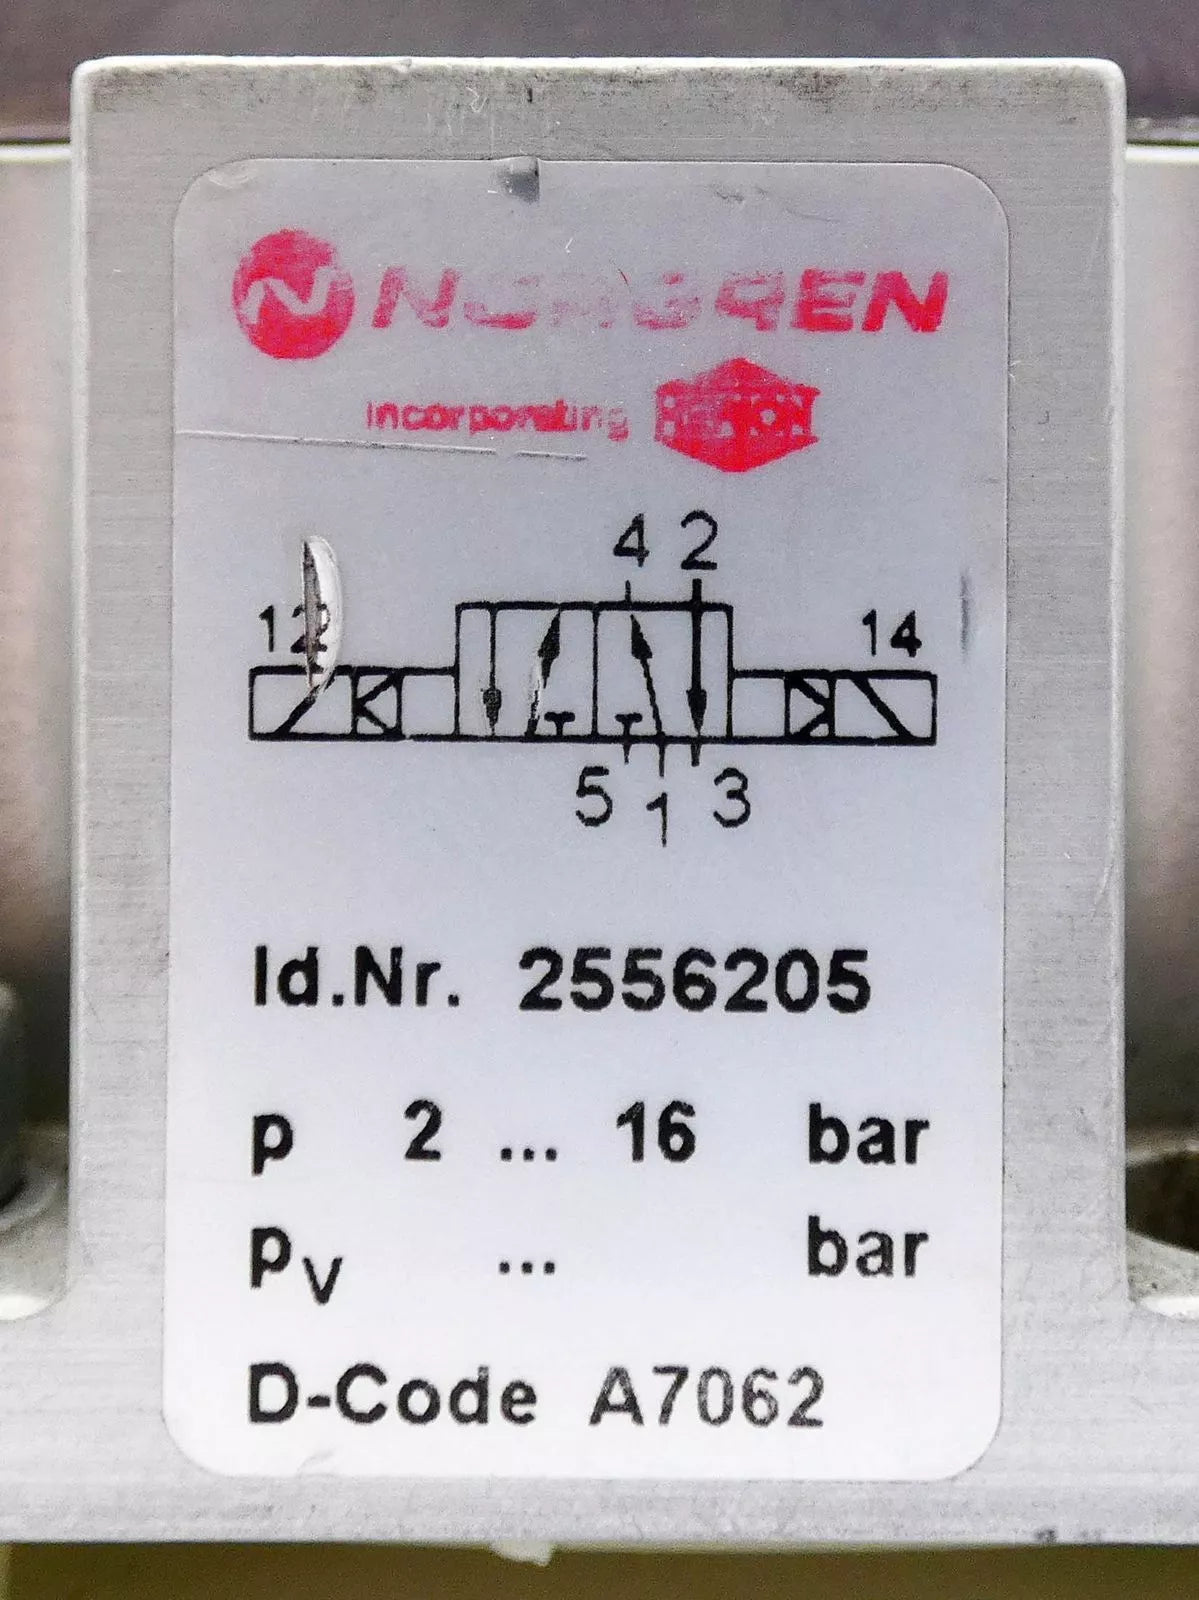 NORGREN
incorporating HERION
4 2
12 14
5 1 3
Id.Nr. 2556205
p 2 ... 16 bar
pV ... bar
D-Code A7062